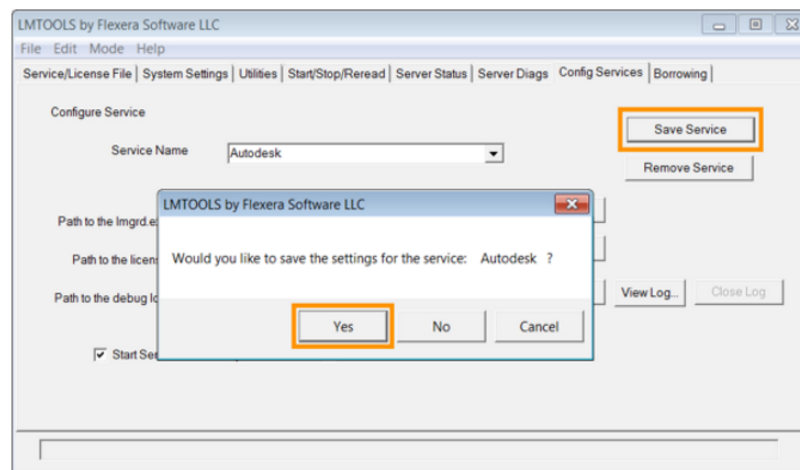 LMTOOLS by Flexera Software LLC
File Edit Mode Help
Service/License File System Settings Utilities Start/Stop/Reread Server Status Server Diags Config Services Borrowing
Configure Service
Save Service
Service Name Autodesk
Remove Service
LMTOOLS by Flexera Software LLC
Path to the lmgrd.e
Would you like to save the settings for the service: Autodesk ?
Path to the licen
Path to the debug lo
View Log... Close Log
Yes No Cancel
Start Ser